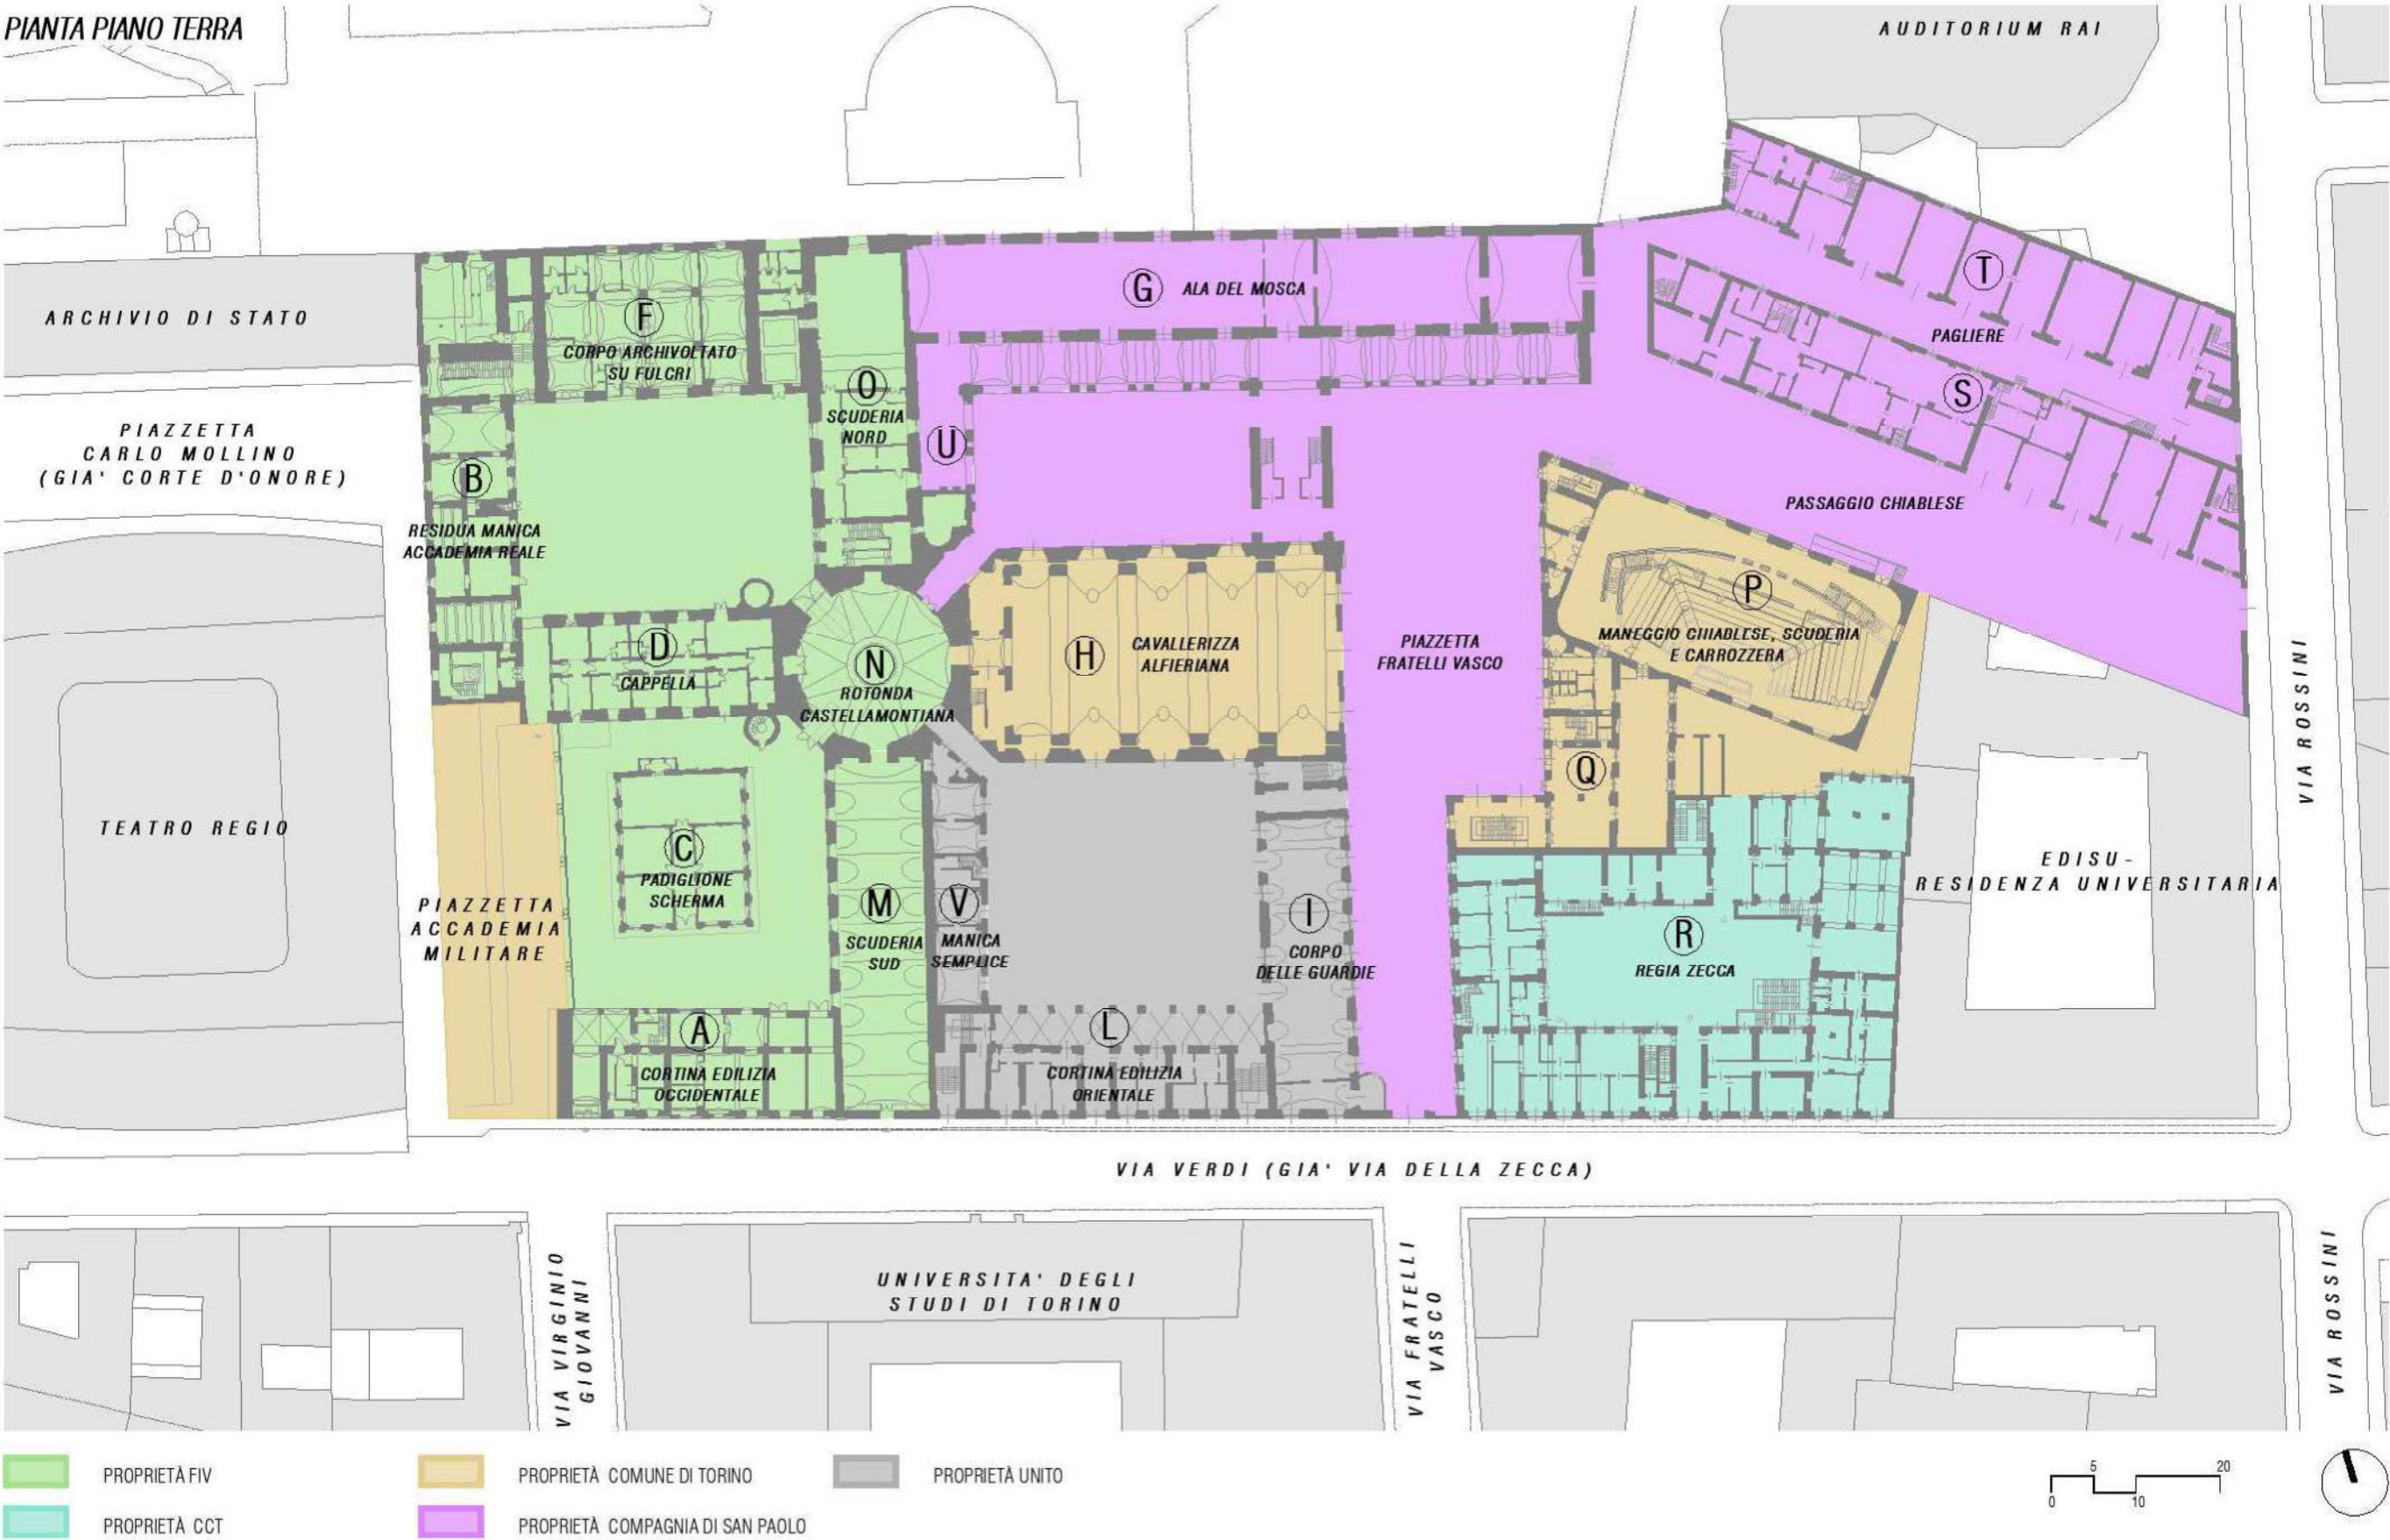 PIANTA PIANO TERRA
AUDITORIUM RAI
ARCHIVIO DI STATO
PIAZZETTA
CARLO MOLLINO
(GIA' CORTE D'ONORE)
TEATRO REGIO
F
CORPO ARCHIVOLTATO
SU FULCRI
B
RESIDUA MANICA
ACCADEMIA REALE
O
SCUDERIA
NORD
U
G
ALA DEL MOSCA
T
PAGLIERE
S
PASSAGGIO CHIABLESE
D
CAPPELLA
N
ROTONDA
CASTELLAMONTIANA
H
CAVALLERIZZA
ALFIERIANA
PIAZZETTA
FRATELLI VASCO
P
MANEGGIO CHIABLESE, SCUDERIA
E CARROZZERA
Q
VIA ROSSINI
PIAZZETTA
ACCADEMIA
MILITARE
C
PADIGLIONE
SCHERMA
M
SCUDERIA
SUD
V
MANICA
SEMPLICE
I
CORPO
DELLE GUARDIE
R
REGIA ZECCA
EDISU-
RESIDENZA UNIVERSITARIA
A
CORTINA EDILIZIA
OCCIDENTALE
L
CORTINA EDILIZIA
ORIENTALE
VIA VERDI (GIA' VIA DELLA ZECCA)
VIA VIRGINIO
GIOVANNI
UNIVERSITA' DEGLI
STUDI DI TORINO
VIA FRATELLI
VASCO
VIA ROSSINI
PROPRIETÀ FIV
PROPRIETÀ COMUNE DI TORINO
PROPRIETÀ UNITO
PROPRIETÀ CCT
PROPRIETÀ COMPAGNIA DI SAN PAOLO
0 5 10 20